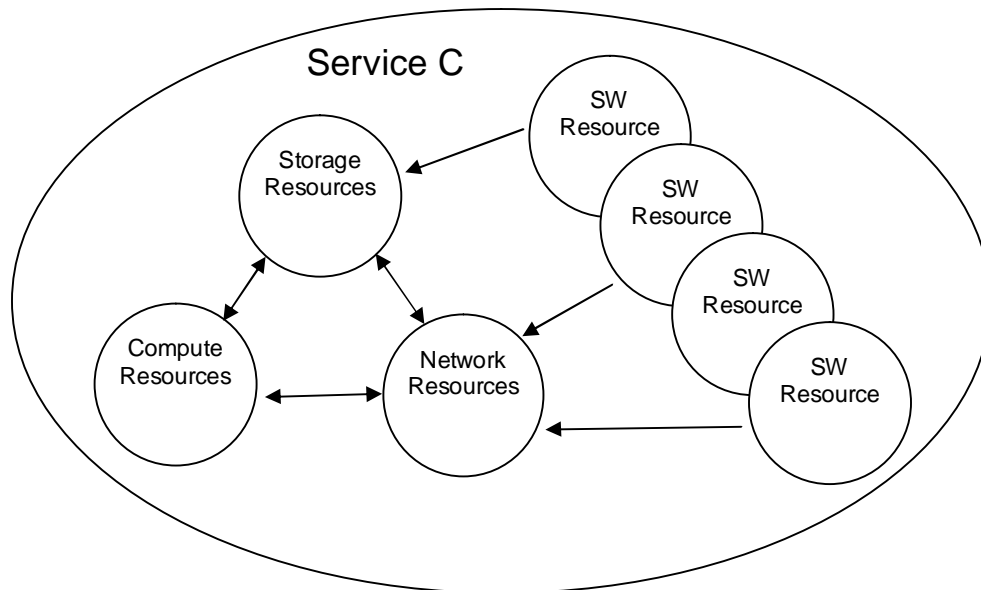 Service C
SW
Resource
Storage
Resources
SW
Resource
SW
Resource
Compute
Resources
Network
Resources
SW
Resource